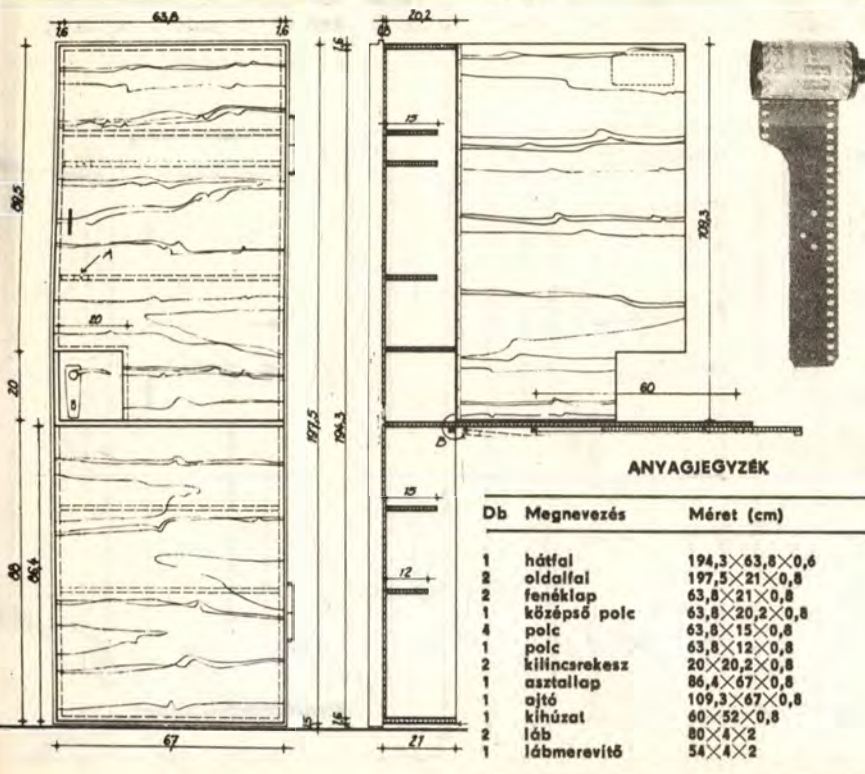 63,8
20,2
1,6
1,6
0,8
1,6
15
89,5
109,3
A
20
20
60
197,5
194,3
B
ANYAGJEGYZÉK
Db Megnevezés Méret (cm)
15
1 hátfal 194,3×63,8×0,6
2 oldalfal 197,5×21×0,8
2 fenéklap 63,8×21×0,8
1 középső polc 63,8×20,2×0,8
4 polc 63,8×15×0,8
1 polc 63,8×12×0,8
2 kilincsrekesz 20×20,2×0,8
1 asztallap 86,4×67×0,8
1 ajtó 109,3×67×0,8
1 kihúzat 60×52×0,8
2 láb 80×4×2
1 lábmerevítő 54×4×2
88
86,4
12
1,5
1,6
67
21